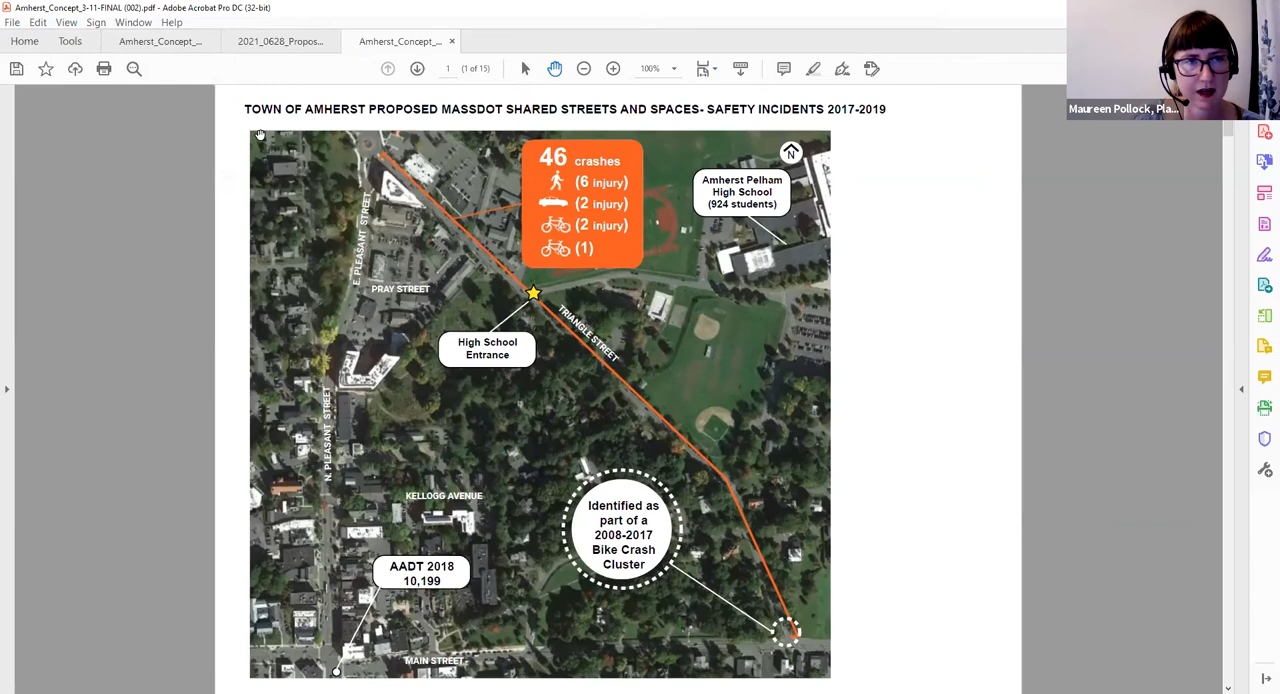 Amherst_Concept_3-11-FINAL (002).pdf - Adobe Acrobat Pro DC (32-bit)
File Edit View Sign Window Help
Home Tools Amherst_Concept_... 2021_0628_Propos... Amherst_Concept_... ×
1 (1 of 15) 100%
Maureen Pollock, Pla...
TOWN OF AMHERST PROPOSED MASSDOT SHARED STREETS AND SPACES- SAFETY INCIDENTS 2017-2019
46 crashes
(6 injury)
(2 injury)
(2 injury)
(1)
N
Amherst Pelham
High School
(924 students)
E. PLEASANT STREET
PRAY STREET
TRIANGLE STREET
High School
Entrance
N. PLEASANT STREET
KELLOGG AVENUE
Identified as
part of a
2008-2017
Bike Crash
Cluster
AADT 2018
10,199
MAIN STREET